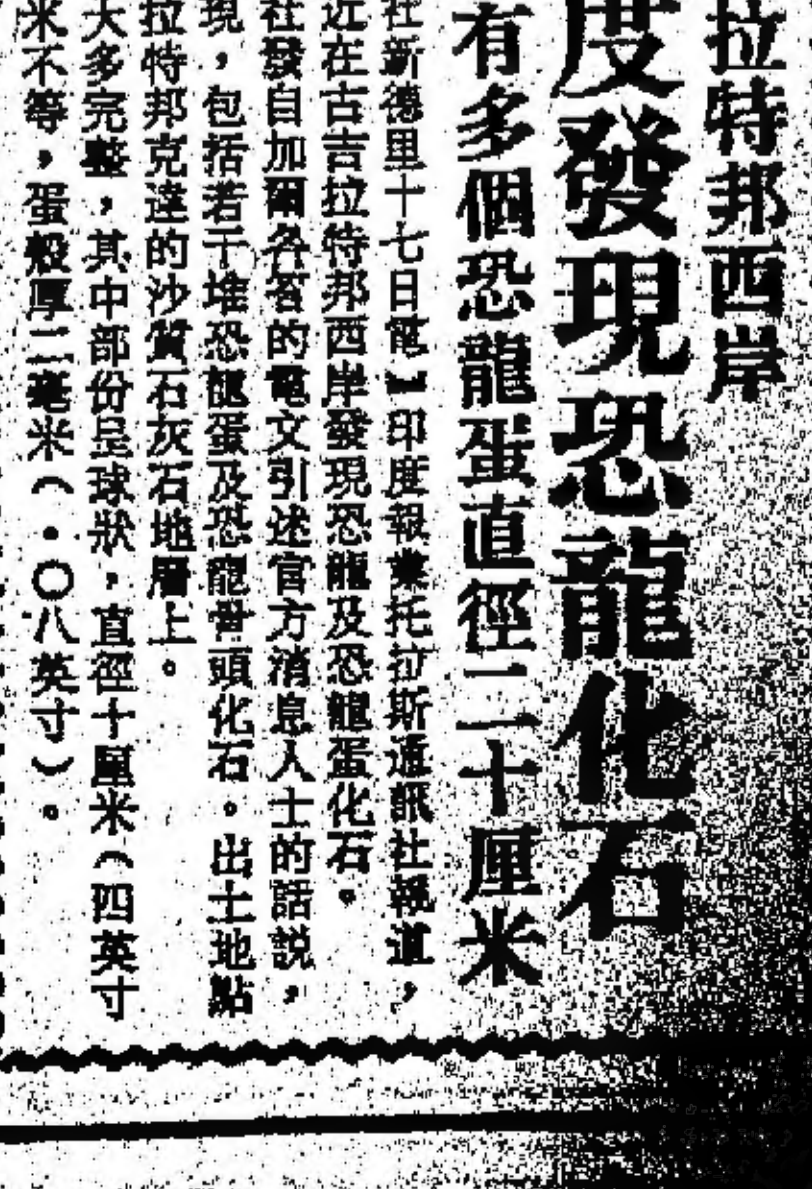 拉特邦西岸
度發現恐龍化石
有多個恐龍蛋直徑二十厘米
社新德里十七日電】印度報業托拉斯通訊社報道，
近在古吉拉特邦西岸發現恐龍及恐龍蛋化石。
社發自加爾各答的電文引述官方消息人士的話説，
現，包括若干堆恐龍蛋及恐龍骨頭化石。出土地點
拉特邦克達的沙質石灰石地層上。
大多完整，其中部份呈球狀，直徑十厘米（四英寸
米不等，蛋殼厚二毫米（·〇八英寸）。